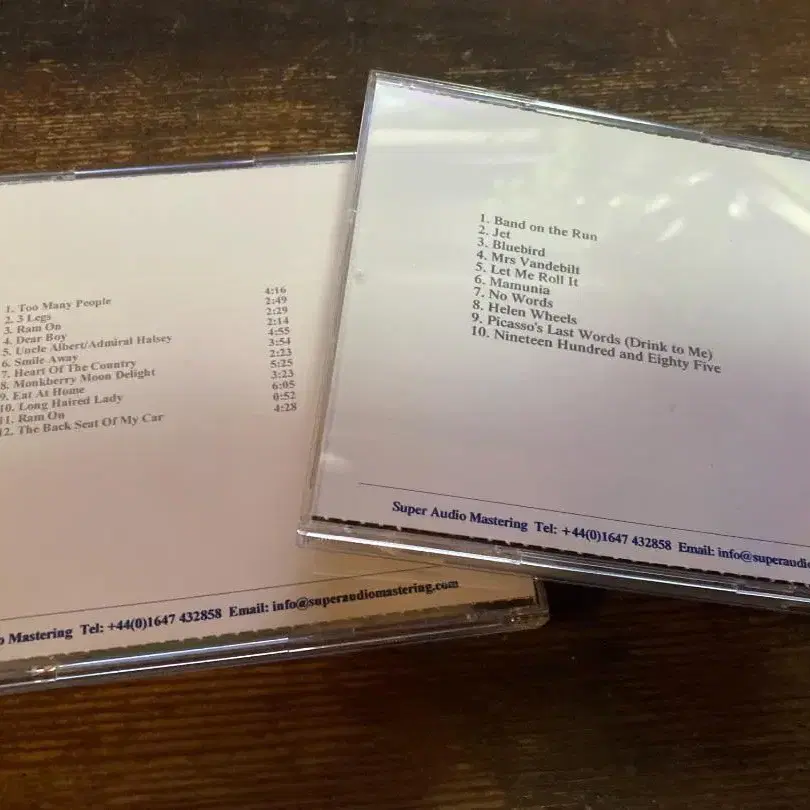 1. Too Many People 4:16
2. 3 Legs 2:49
3. Ram On 2:29
4. Dear Boy 2:14
5. Uncle Albert/Admiral Halsey 4:55
6. Smile Away 3:54
7. Heart Of The Country 2:23
8. Monkberry Moon Delight 5:25
9. Eat At Home 3:23
10. Long Haired Lady 6:05
11. Ram On 0:52
12. The Back Seat Of My Car 4:28
Mastering Tel: +44(0)1647 432858 Email: info@superaudiomastering.com
1. Band on the Run
2. Jet
3. Bluebird
4. Mrs Vandebilt
5. Let Me Roll It
6. Mamunia
7. No Words
8. Helen Wheels
9. Picasso's Last Words (Drink to Me)
10. Nineteen Hundred and Eighty Five
Super Audio Mastering Tel: +44(0)1647 432858 Email: info@superaudio